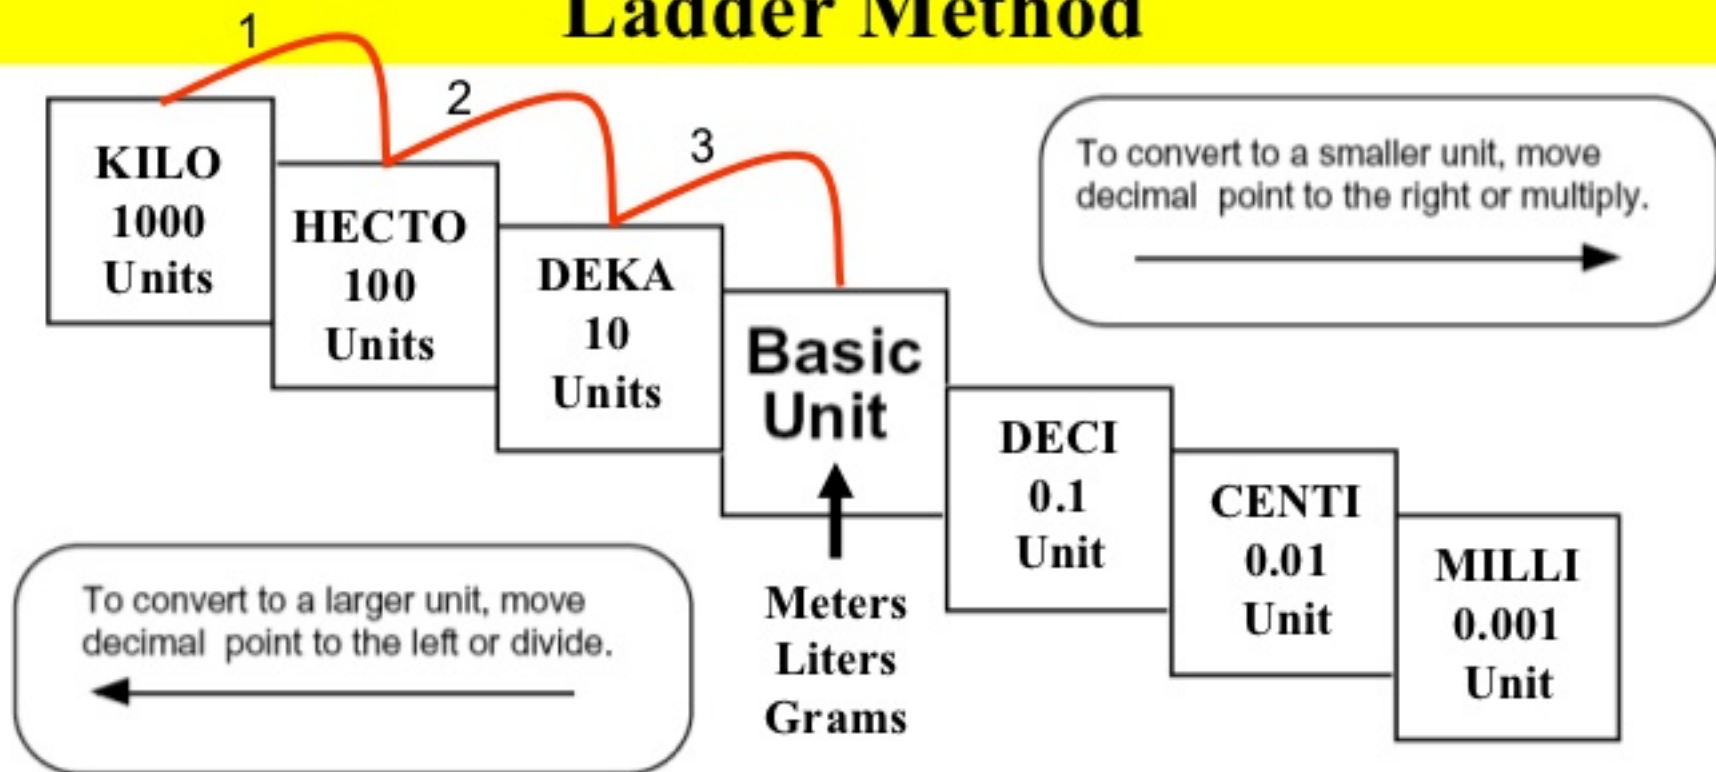 Ladder Method
1
2
3
KILO
1000
Units
HECTO
100
Units
DEKA
10
Units
Basic
Unit
Meters
Liters
Grams
DECI
0.1
Unit
CENTI
0.01
Unit
MILLI
0.001
Unit
To convert to a smaller unit, move
decimal point to the right or multiply.
To convert to a larger unit, move
decimal point to the left or divide.